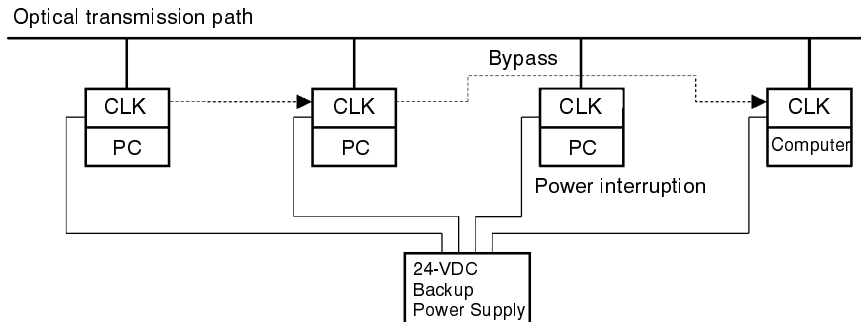 Optical transmission path
Bypass
CLK
CLK
CLK
CLK
PC
PC
PC
Computer
Power interruption
24-VDC
Backup
Power Supply